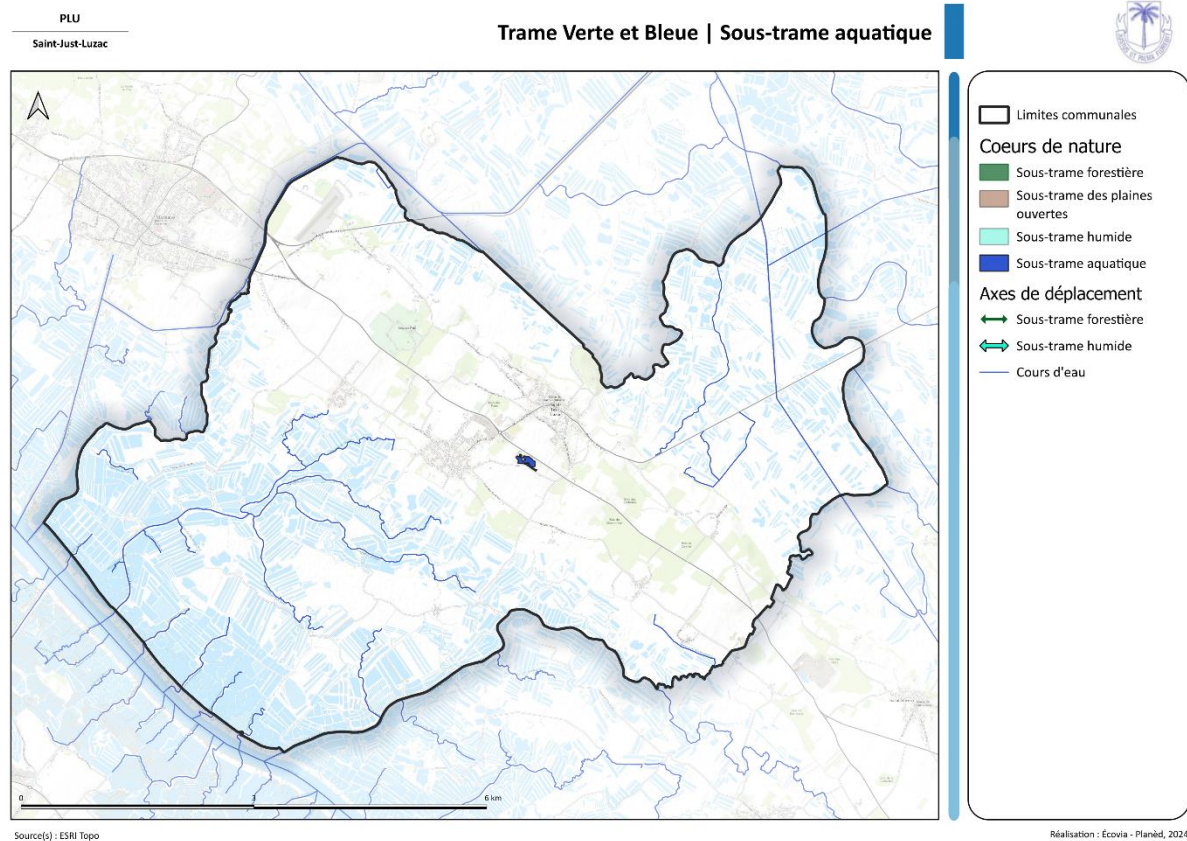 PLU
Saint-Just-Luzac
Trame Verte et Bleue | Sous-trame aquatique
Limites communales
Coeurs de nature
Sous-trame forestière
Sous-trame des plaines
ouvertes
Sous-trame humide
Sous-trame aquatique
Axes de déplacement
Sous-trame forestière
Sous-trame humide
Cours d'eau
0
3
6 km
Source(s) : ESRI Topo
Réalisation : Écovia - Planèd, 2024